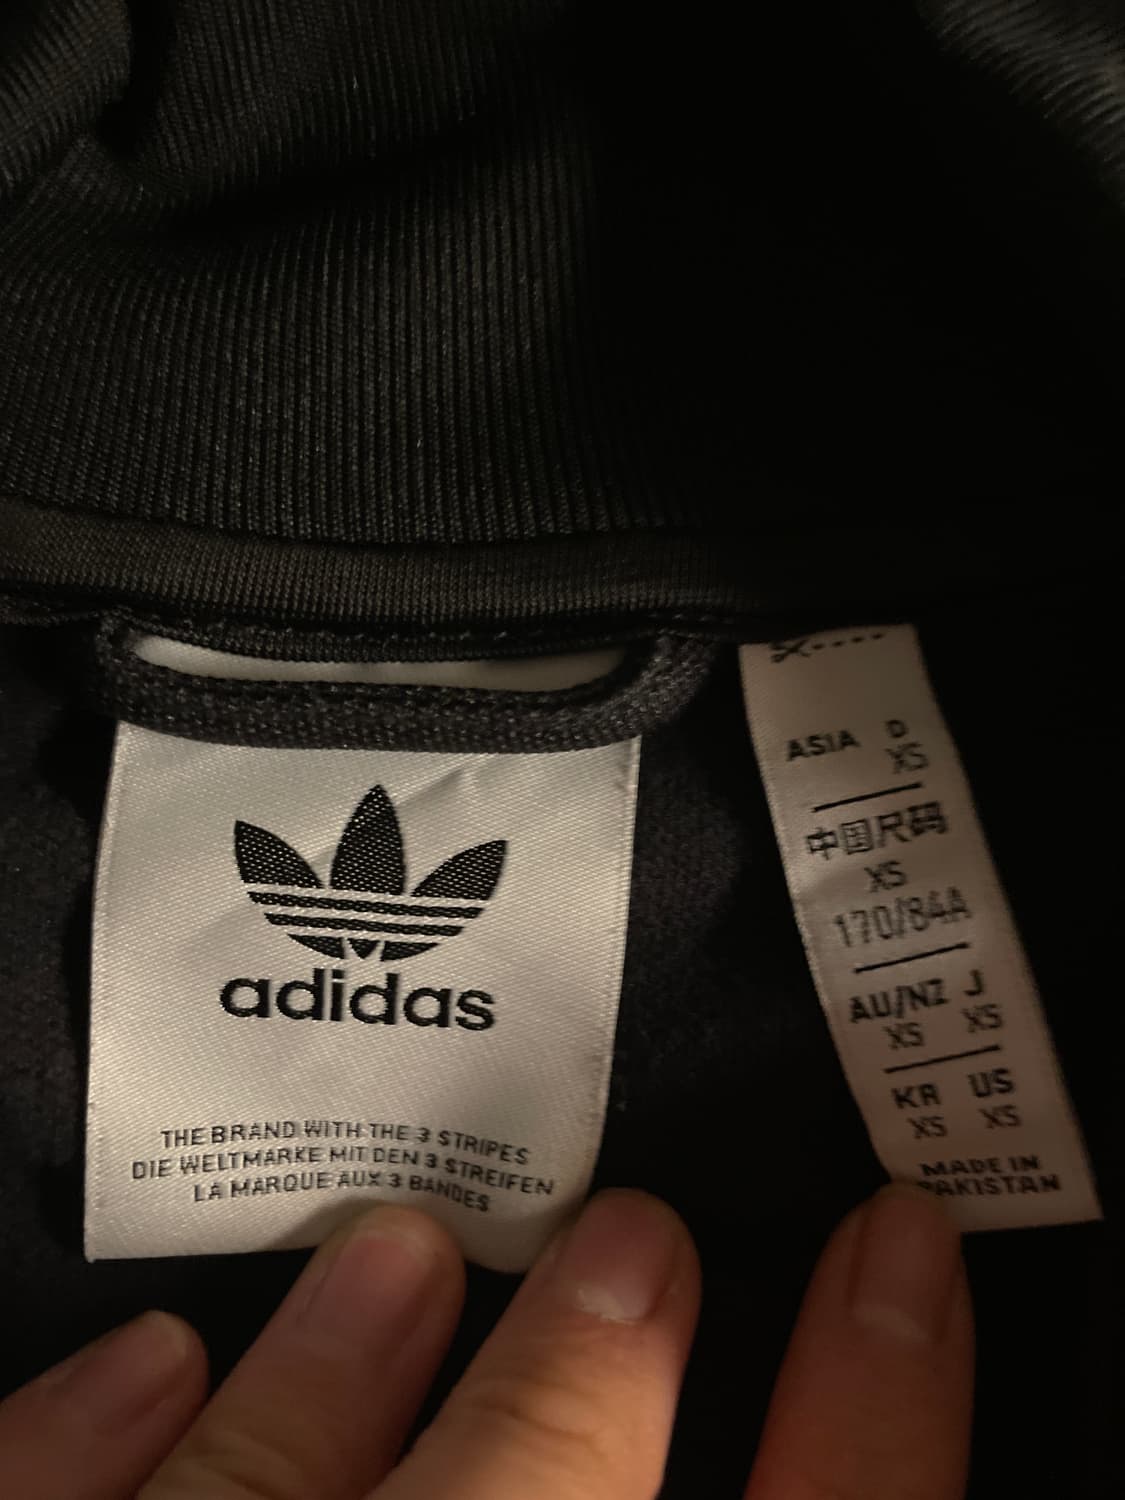 adidas
THE BRAND WITH THE 3 STRIPES
DIE WELTMARKE MIT DEN 3 STREIFEN
LA MARQUE AUX 3 BANDES
ASIA D
XS
中国尺码
XS
170/84A
AU/NZ J
XS XS
KR US
XS XS
MADE IN
PAKISTAN